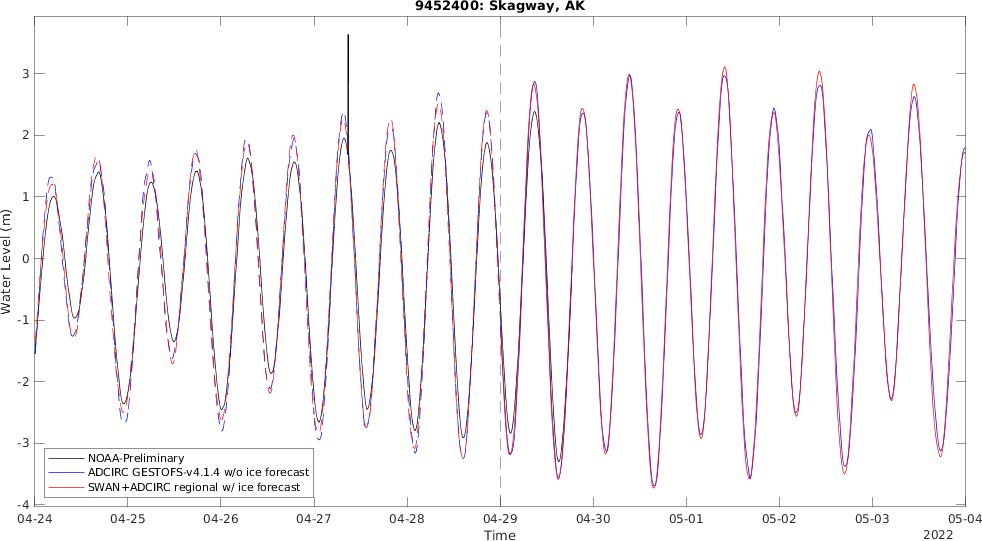 9452400: Skagway, AK
3
2
1
0
-1
-2
-3
-4
Water Level (m)
NOAA-Preliminary
ADCIRC GESTOFS-v4.1.4 w/o ice forecast
SWAN+ADCIRC regional w/ ice forecast
04-24 04-25 04-26 04-27 04-28 04-29 04-30 05-01 05-02 05-03 05-04
Time
2022